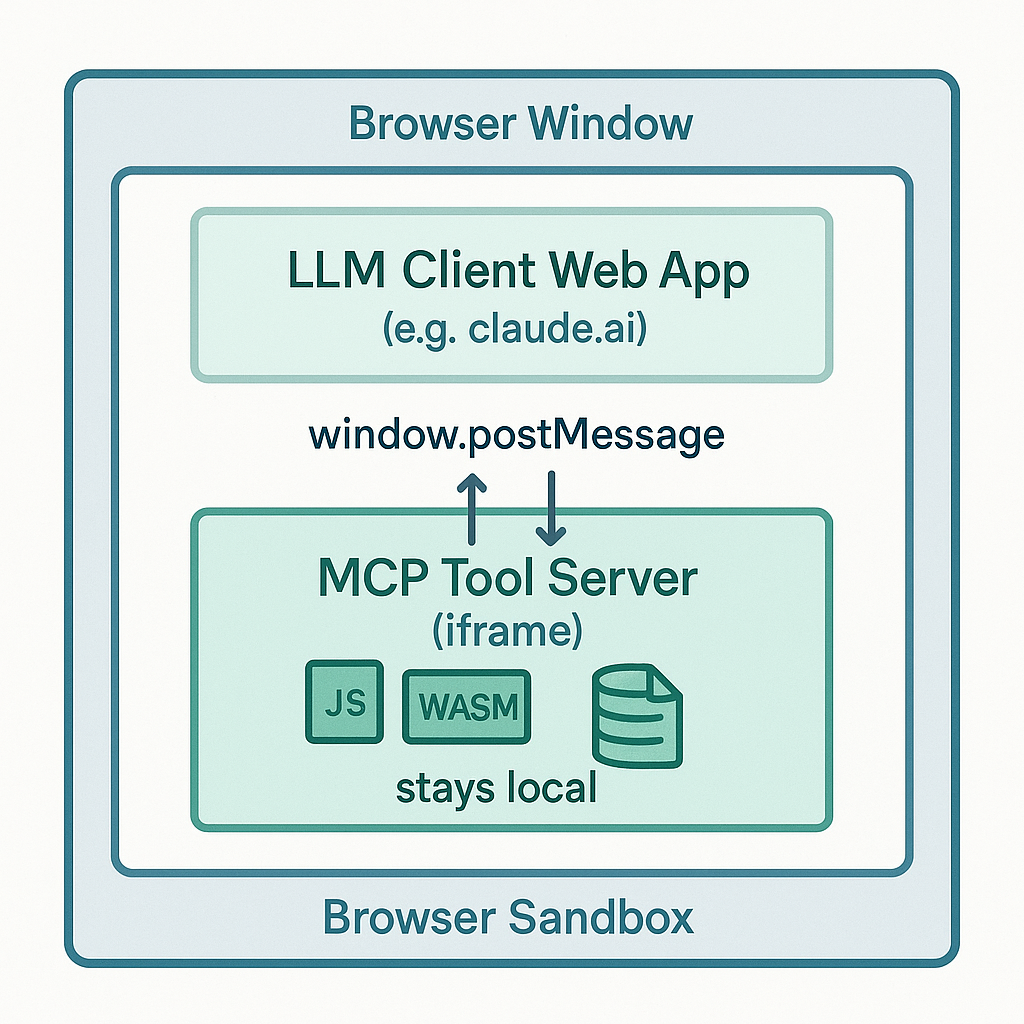 Browser Window
LLM Client Web App
(e.g. claude.ai)
window.postMessage
MCP Tool Server
(iframe)
JS
WASM
stays local
Browser Sandbox